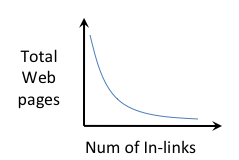 Total
Web
pages
Num of In-links